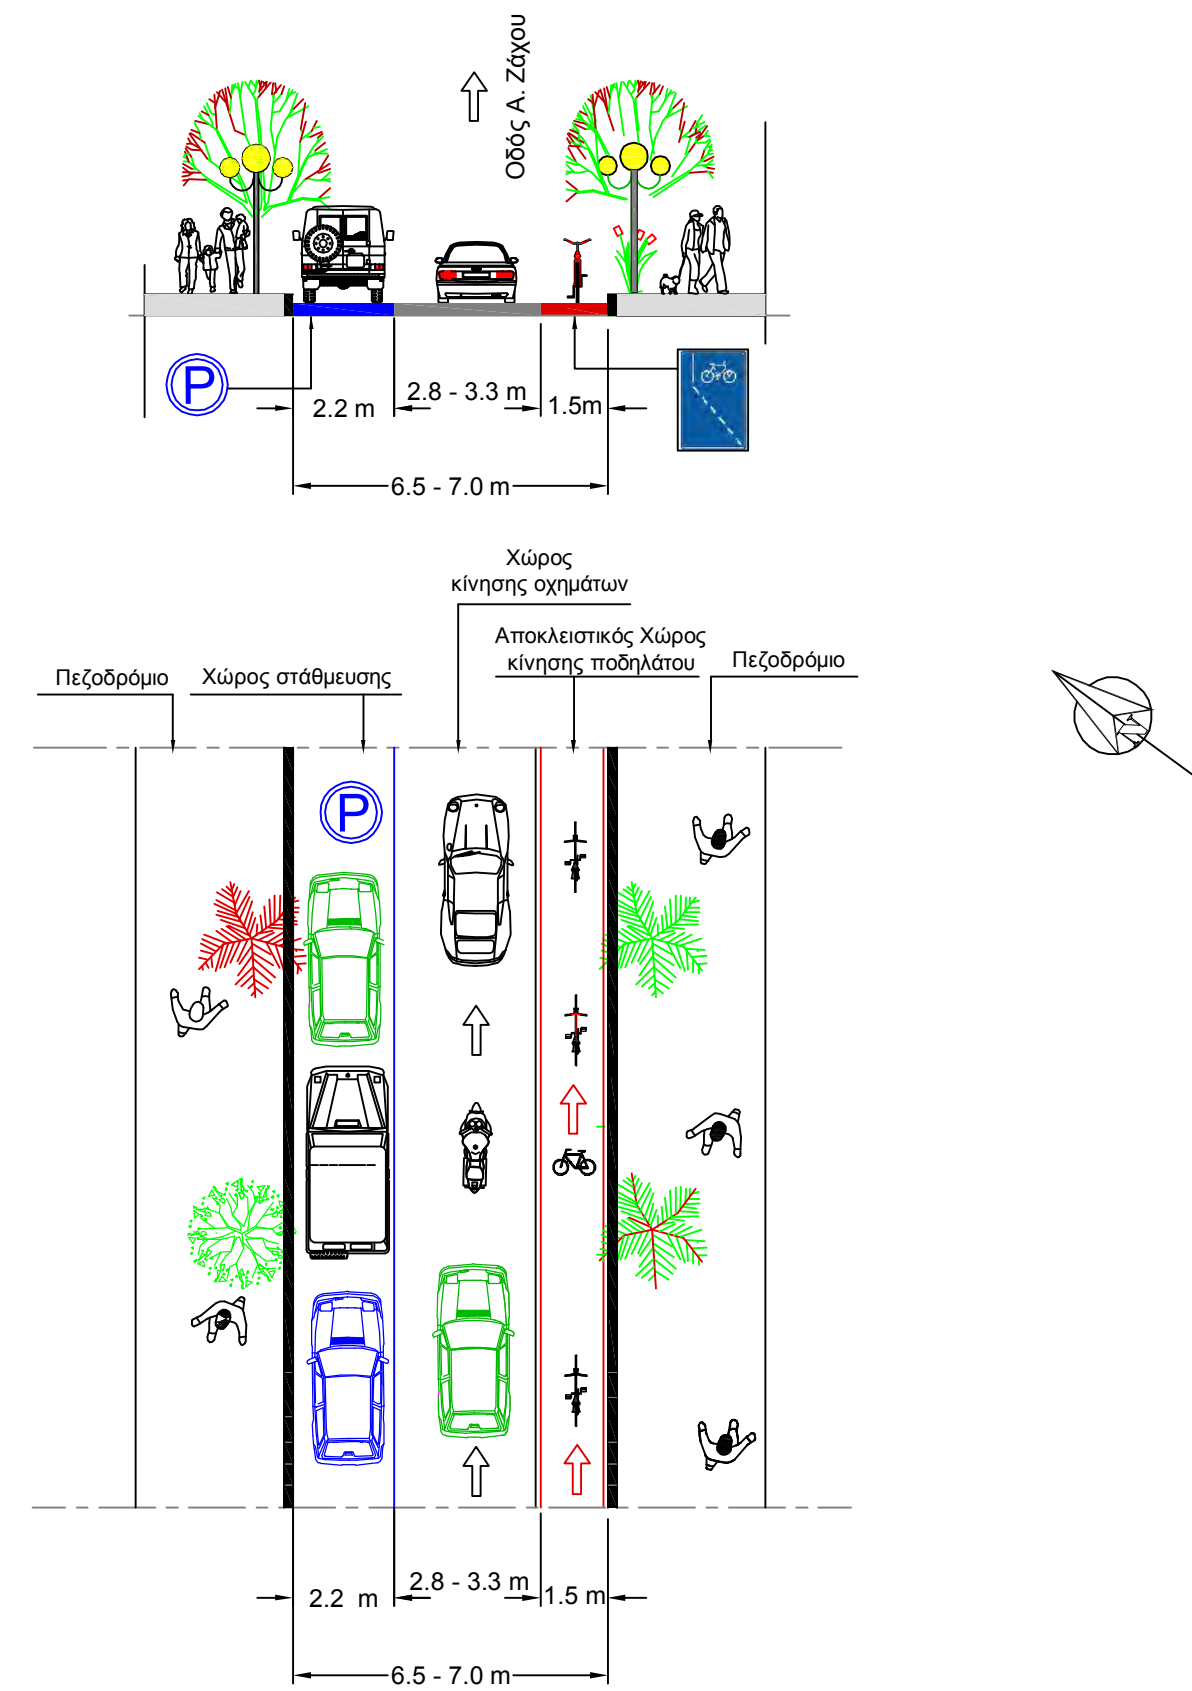 Οδός Α. Ζάχου
P
2.2 m
2.8 - 3.3 m
1.5m
6.5 - 7.0 m
Χώρος
κίνησης οχημάτων
Αποκλειστικός Χώρος
κίνησης ποδηλάτου
Πεζοδρόμιο
Χώρος στάθμευσης
Πεζοδρόμιο
P
2.2 m
2.8 - 3.3 m
1.5 m
6.5 - 7.0 m